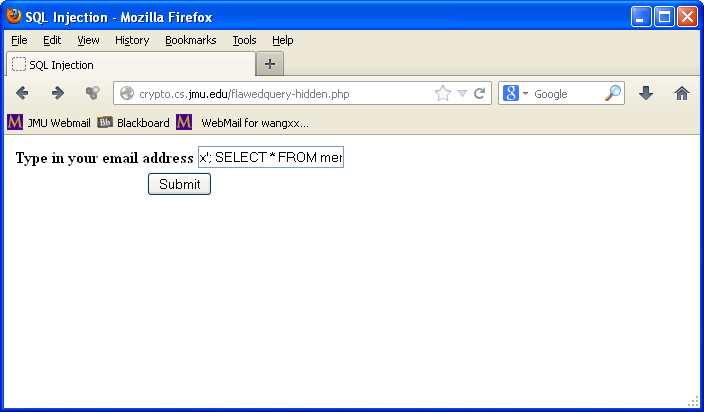 SQL Injection - Mozilla Firefox
File Edit View History Bookmarks Tools Help
SQL Injection
crypto.cs.jmu.edu/flawedquery-hidden.php Google
JMU Webmail Bb Blackboard WebMail for wangxx...
Type in your email address x'; SELECT * FROM mer
Submit